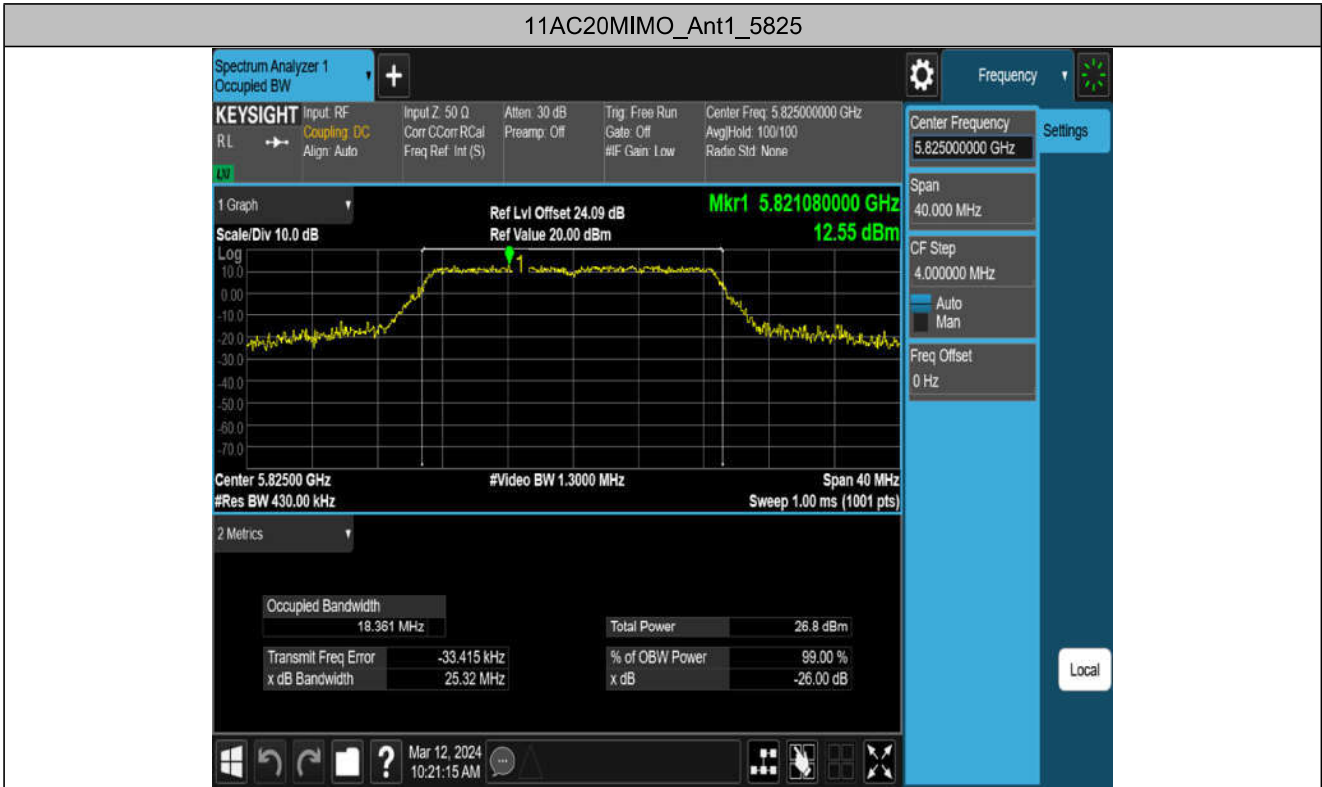 11AC20MIMO_Ant1_5825
Spectrum Analyzer 1
Occupied BW
Frequency
KEYSIGHT
R L
LXI
Input: RF
Coupling: DC
Align: Auto
Input Z: 50 Ω
Corr CCorr RCal
Freq Ref: Int (S)
Atten: 30 dB
Preamp: Off
Trig: Free Run
Gate: Off
#IF Gain: Low
Center Freq: 5.825000000 GHz
Avg|Hold: 100/100
Radio Std: None
Center Frequency
5.825000000 GHz
Settings
Span
40.000 MHz
CF Step
4.000000 MHz
Auto
Man
Freq Offset
0 Hz
Local
1 Graph
Scale/Div 10.0 dB
Ref Lvl Offset 24.09 dB
Ref Value 20.00 dBm
Mkr1 5.821080000 GHz
12.55 dBm
Log
10.0
0.00
-10.0
-20.0
-30.0
-40.0
-50.0
-60.0
-70.0
1
Center 5.82500 GHz
#Video BW 1.3000 MHz
Span 40 MHz
#Res BW 430.00 kHz
Sweep 1.00 ms (1001 pts)
2 Metrics
Occupied Bandwidth
18.361 MHz
Total Power 26.8 dBm
Transmit Freq Error -33.415 kHz
% of OBW Power 99.00 %
x dB Bandwidth 25.32 MHz
x dB -26.00 dB
?
Mar 12, 2024
10:21:15 AM